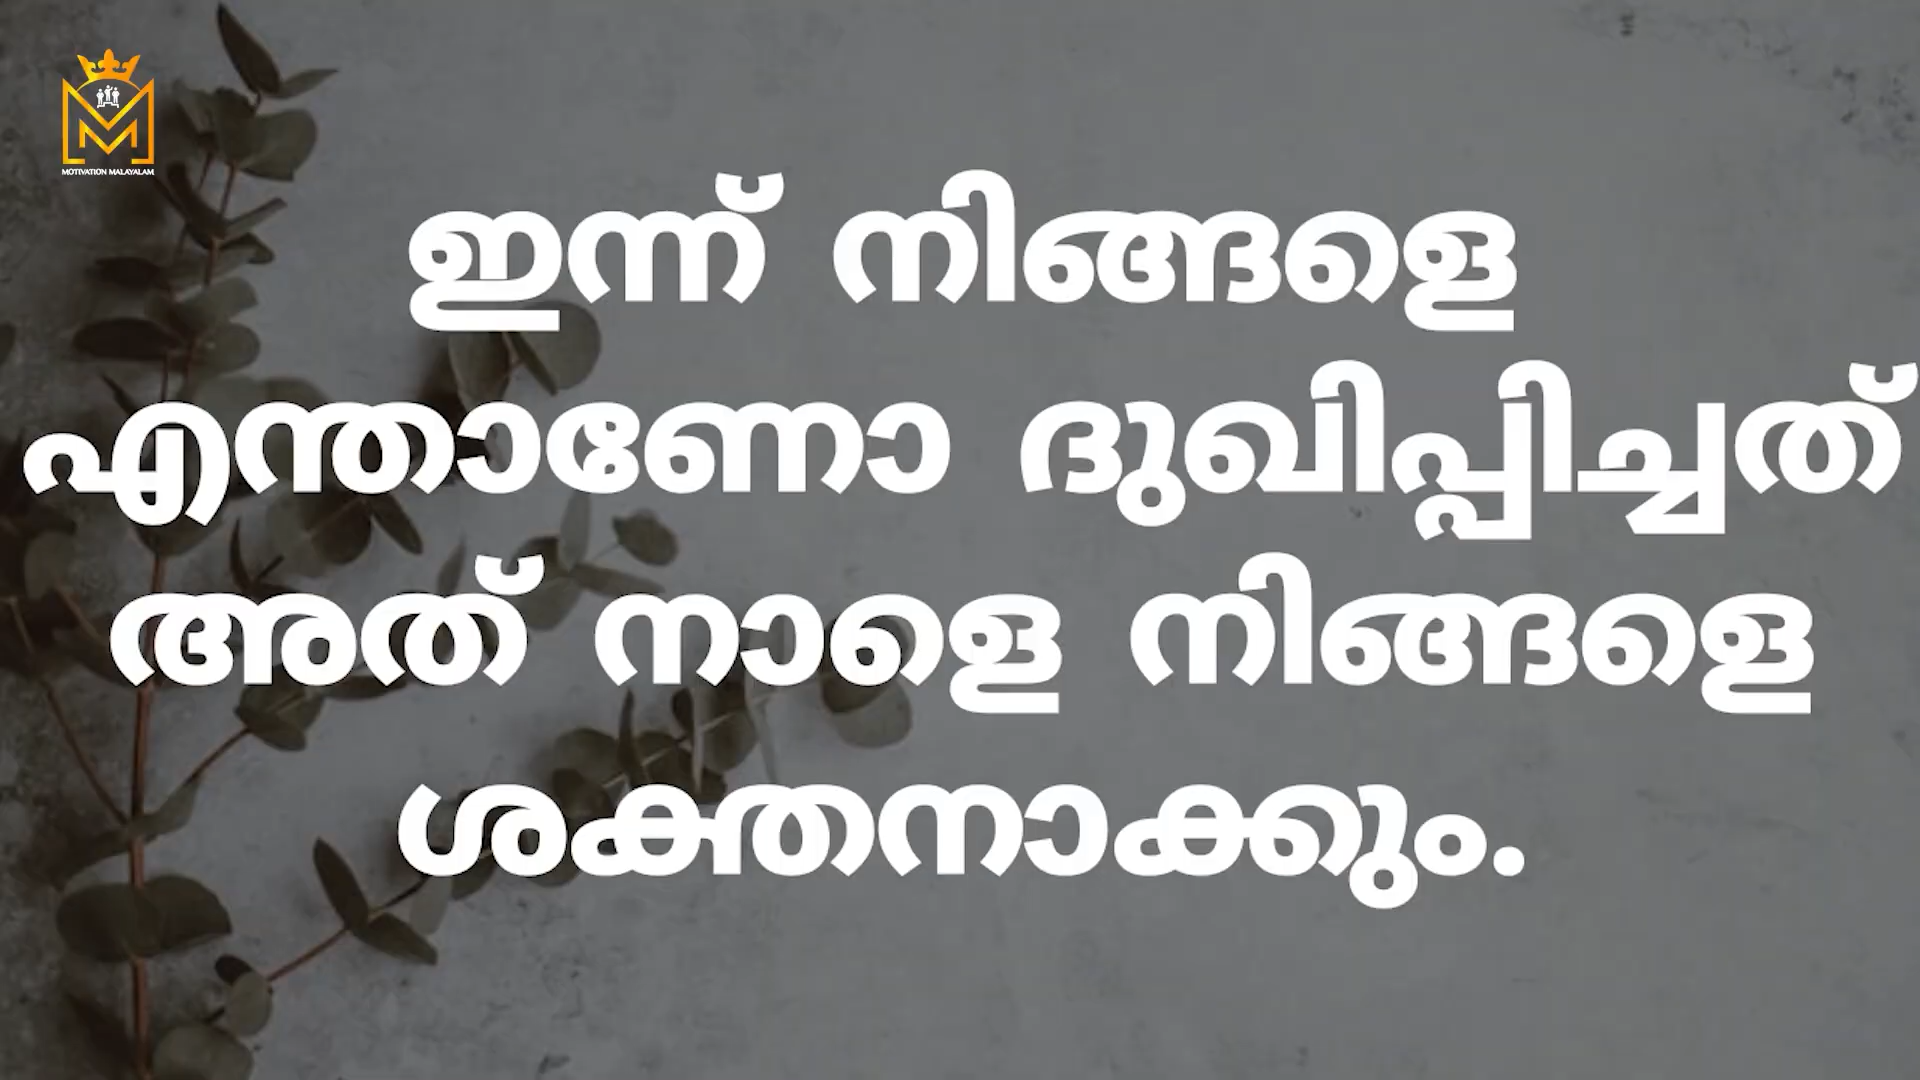 MOTIVATION MALAYALAM
ഇന്ന് നിങ്ങളെ
എന്താണോ ദുഖിപ്പിച്ചത്
അത് നാളെ നിങ്ങളെ
ശക്തനാക്കും.